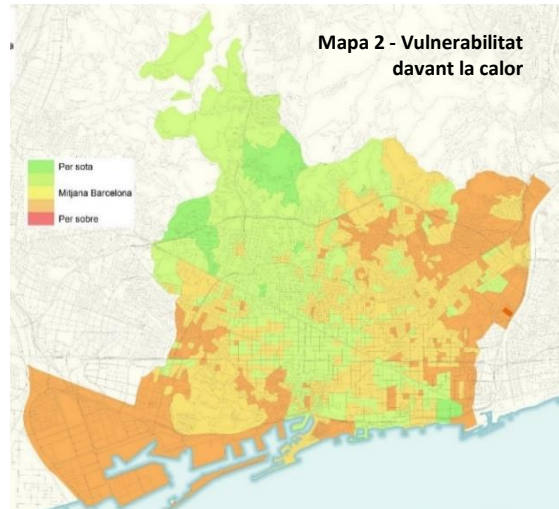 Mapa 2 - Vulnerabilitat
davant la calor
Per sota
Mitjana Barcelona
Per sobre